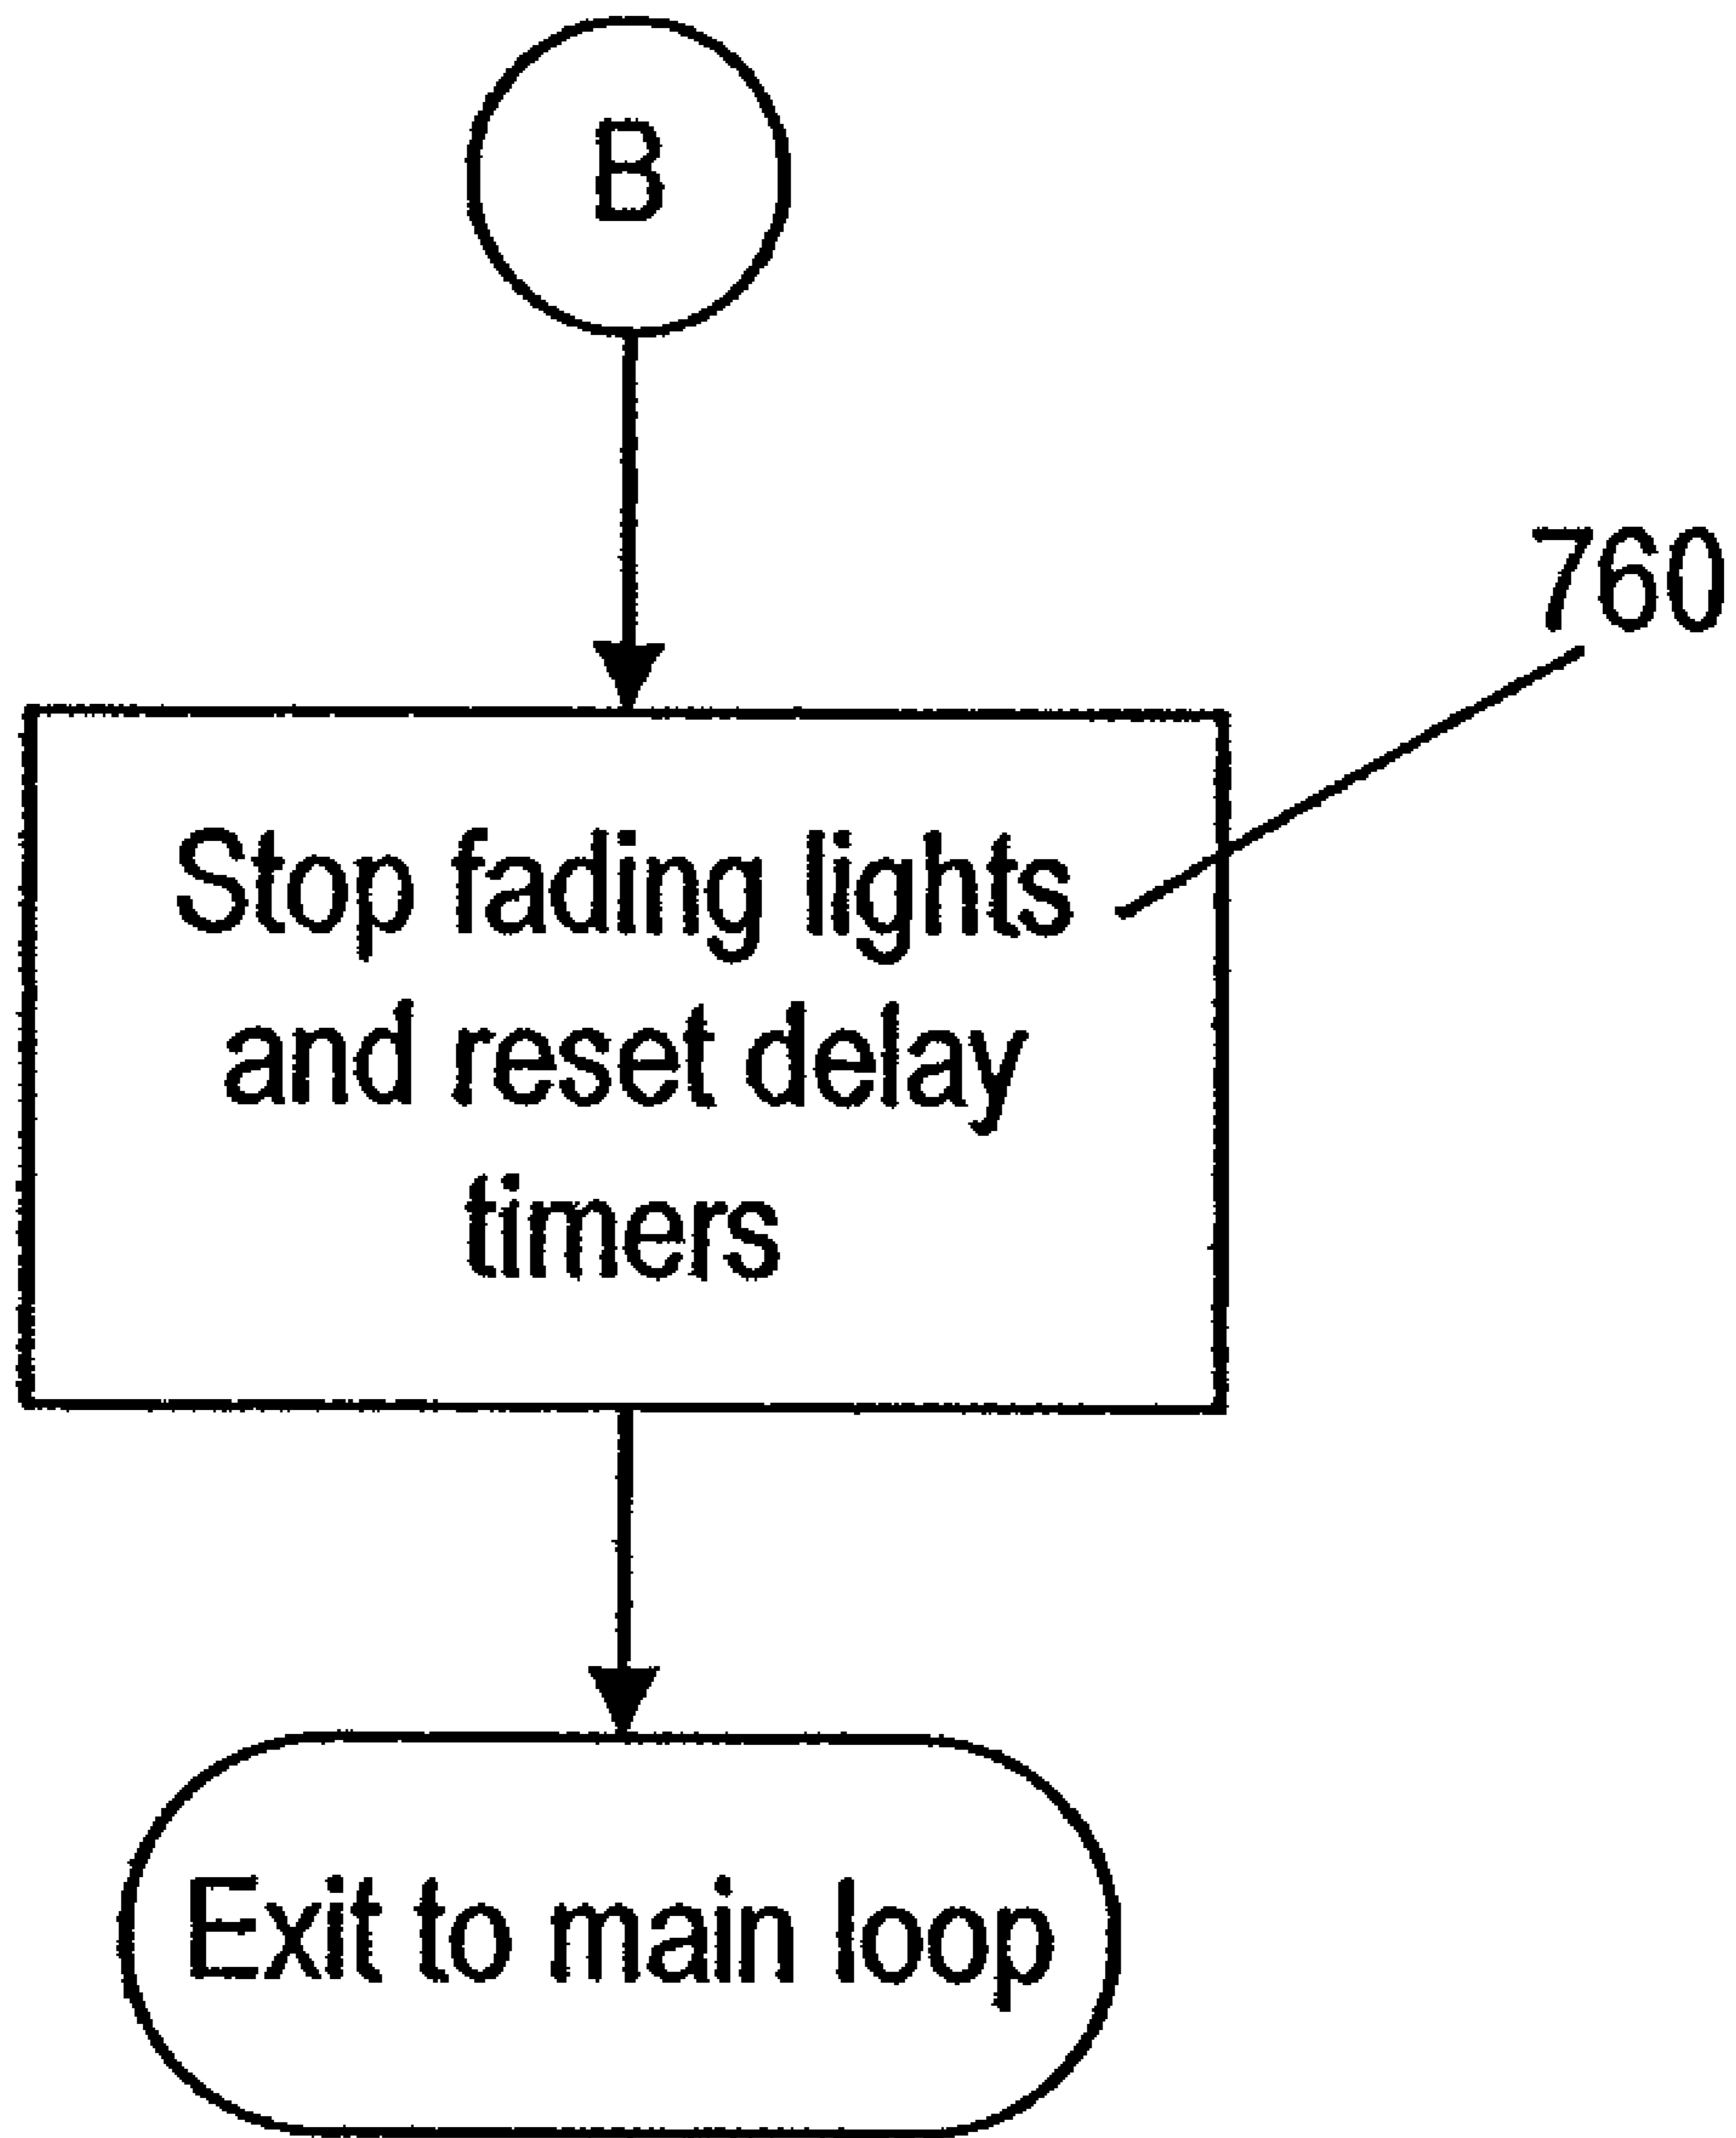 B
760
Stop fading lights
and reset delay
timers
Exit to main loop